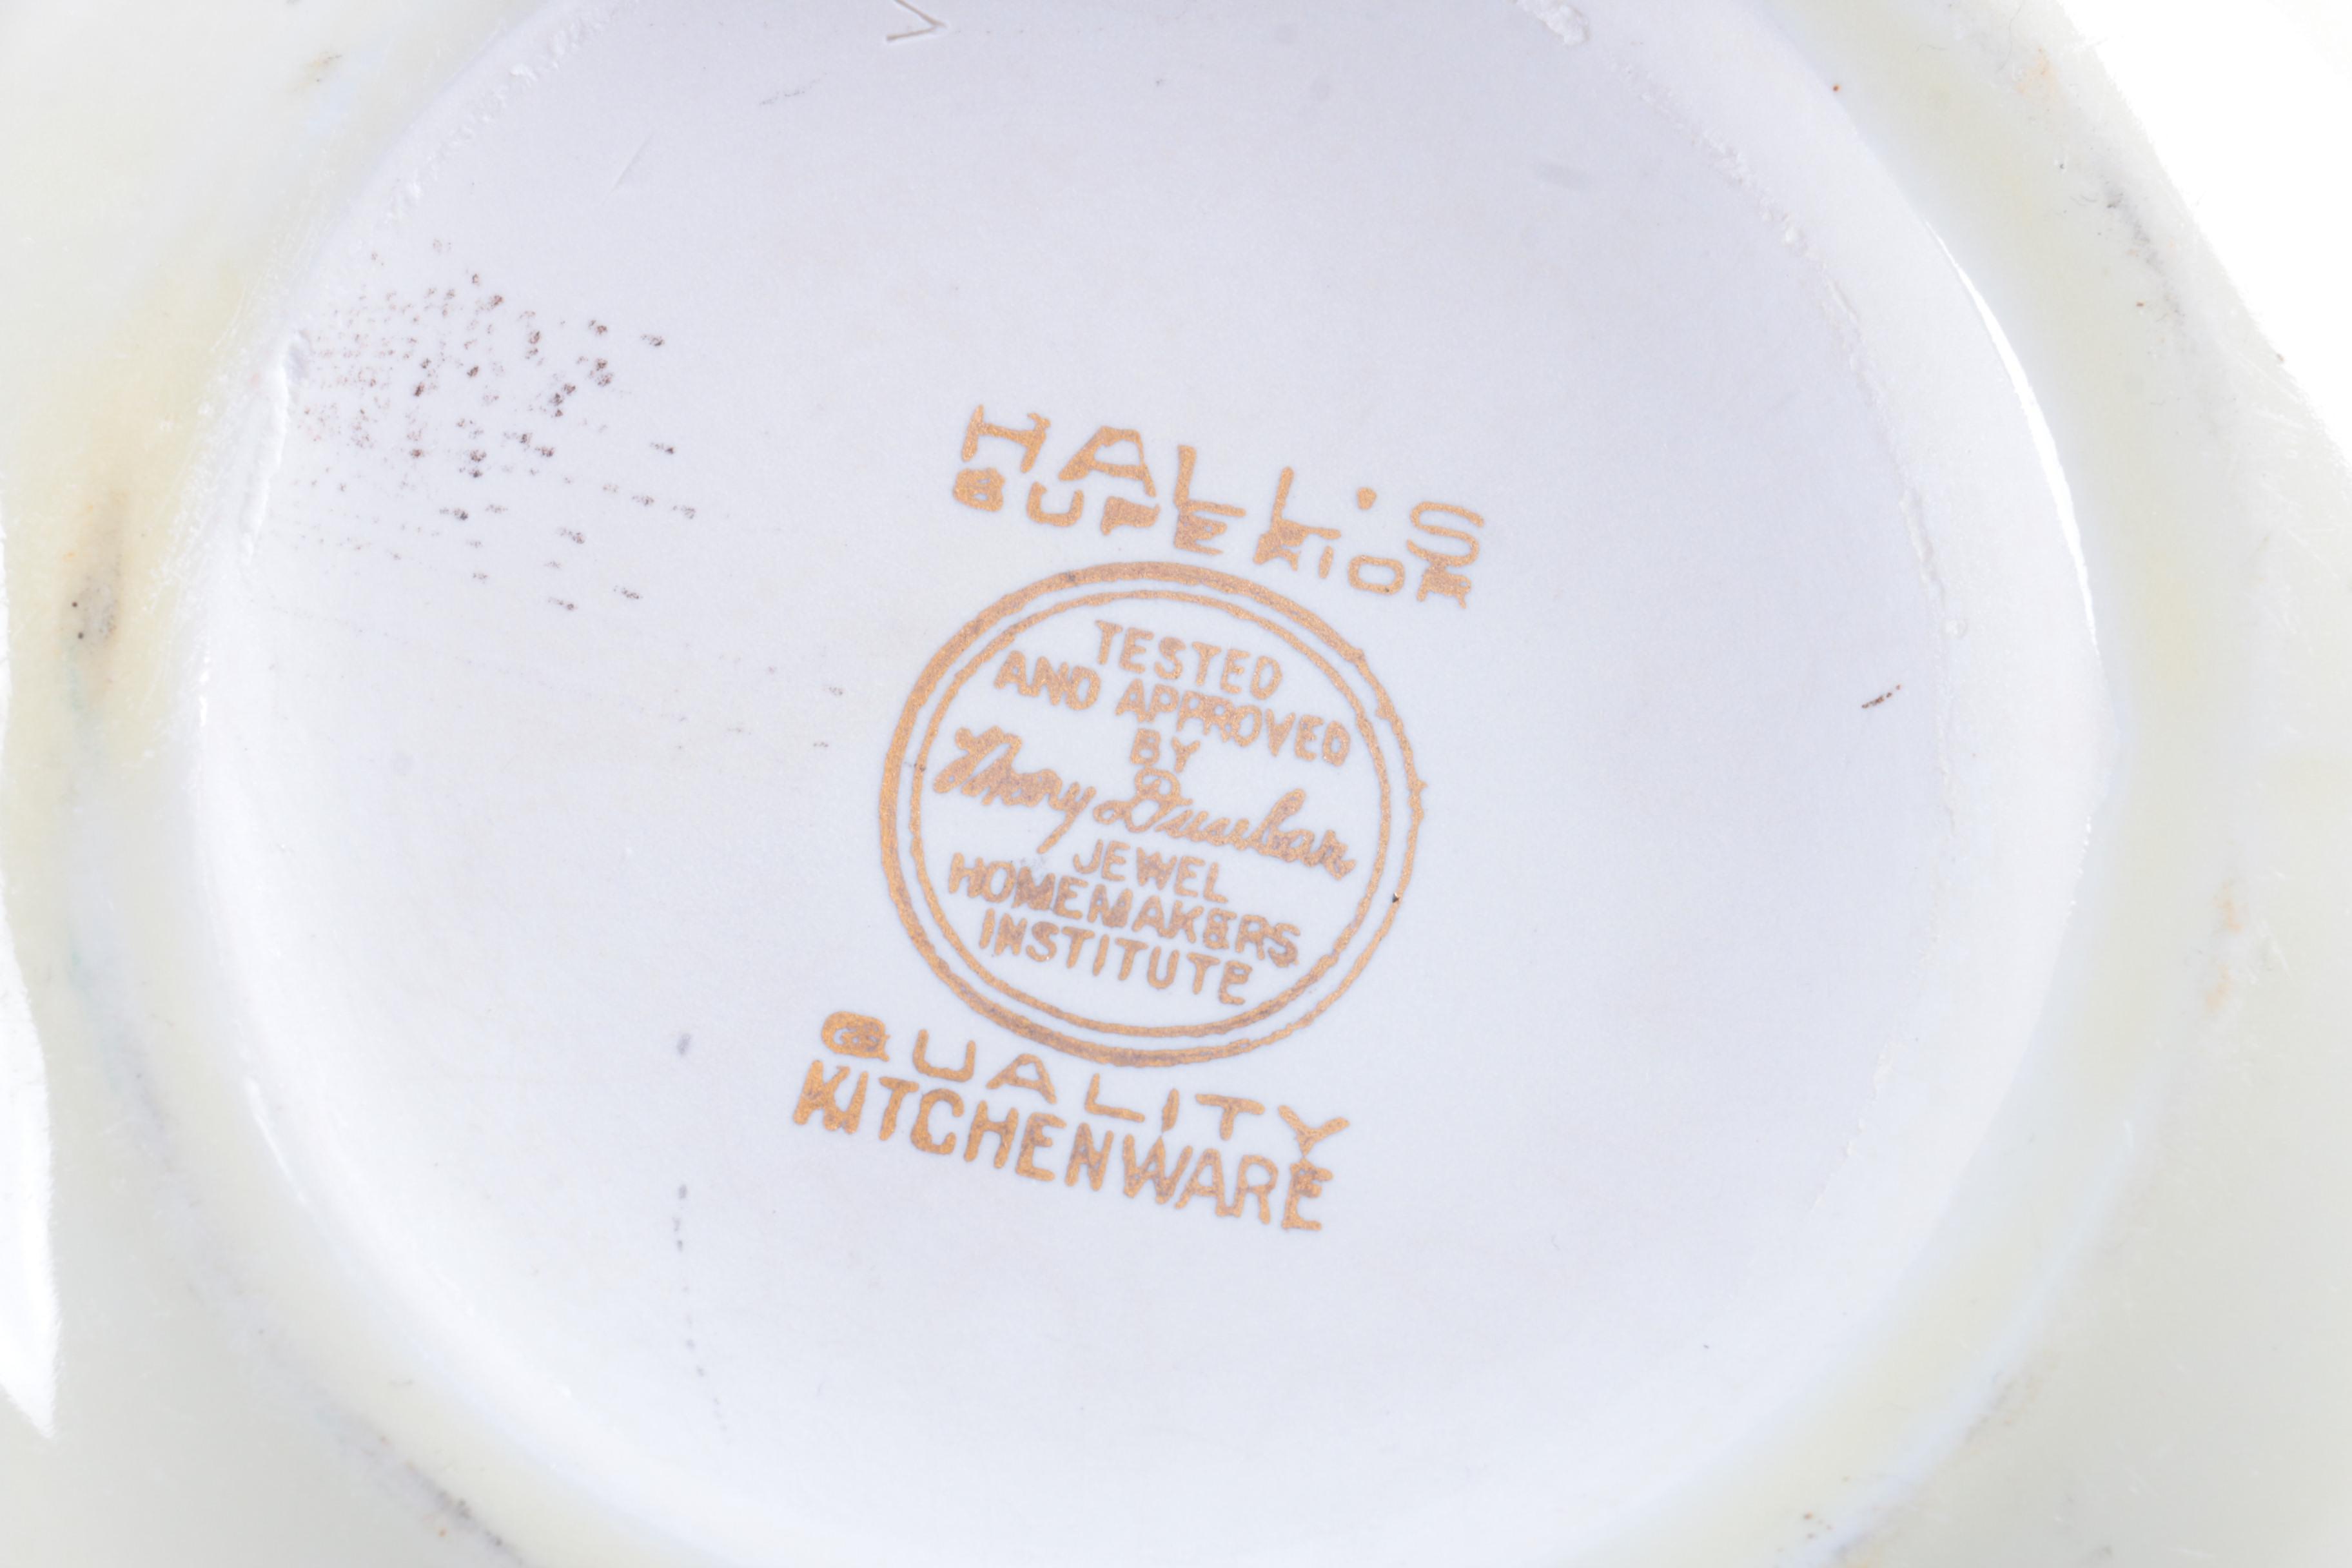 HALL'S
SUPERIOR
TESTED
AND APPROVED
BY
Mary Dunbar
JEWEL
HOMEMAKERS
INSTITUTE
QUALITY
KITCHENWARE